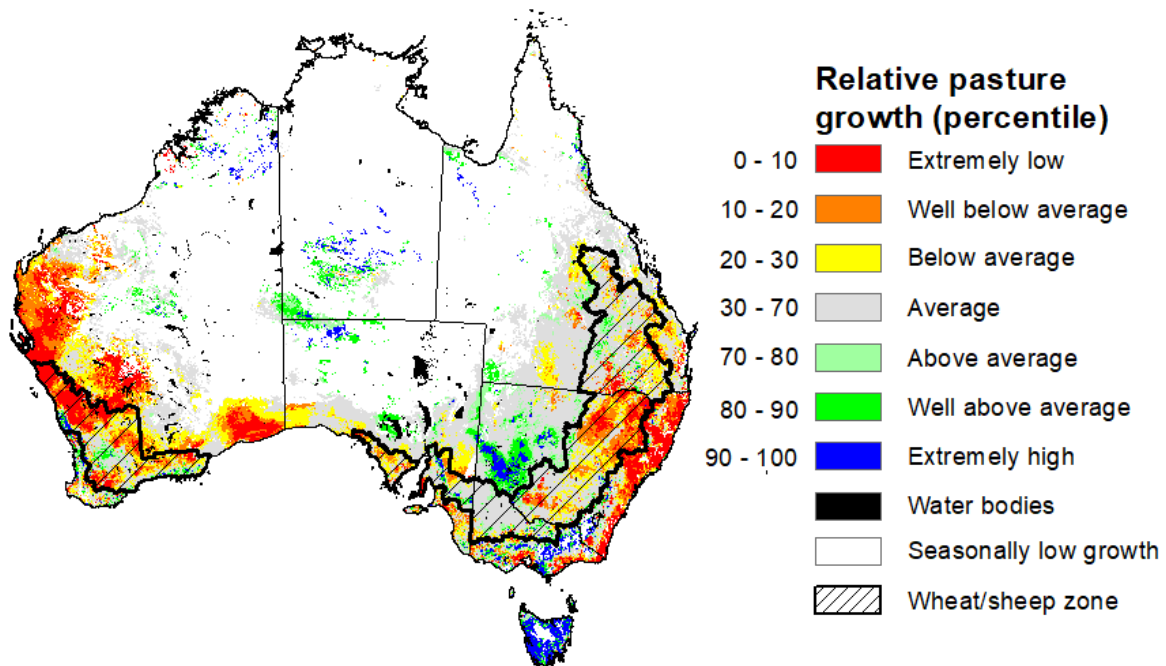 Relative pasture
growth (percentile)
0 - 10 Extremely low
10 - 20 Well below average
20 - 30 Below average
30 - 70 Average
70 - 80 Above average
80 - 90 Well above average
90 - 100 Extremely high
Water bodies
Seasonally low growth
Wheat/sheep zone